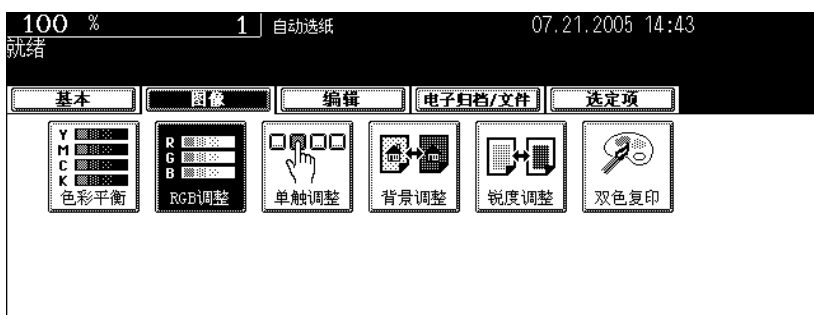 100 % 1 自动选纸 07.21.2005 14:43
就绪
基本 图像 编辑 电子归档/文件 选定项
Y
M
C
K
色彩平衡
R
G
B
RGB调整
单触调整
背景调整
锐度调整
双色复印